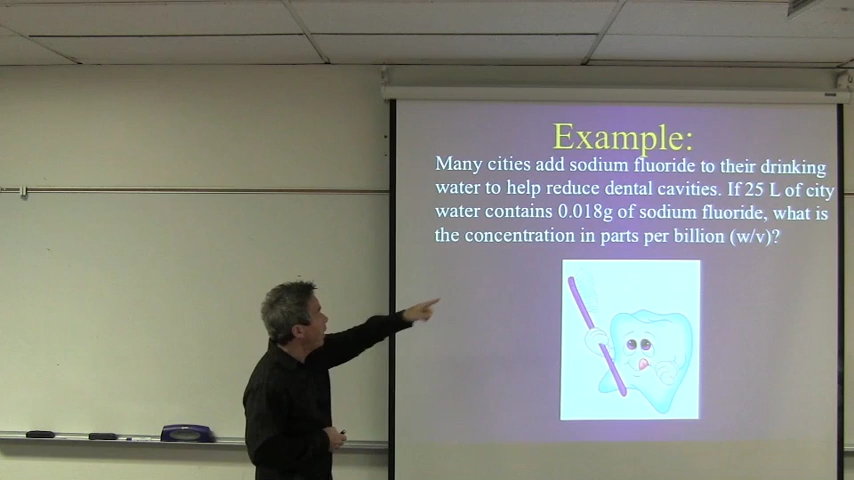 Example:
Many cities add sodium fluoride to their drinking
water to help reduce dental cavities. If 25 L of city
water contains 0.018g of sodium fluoride, what is
the concentration in parts per billion (w/v)?